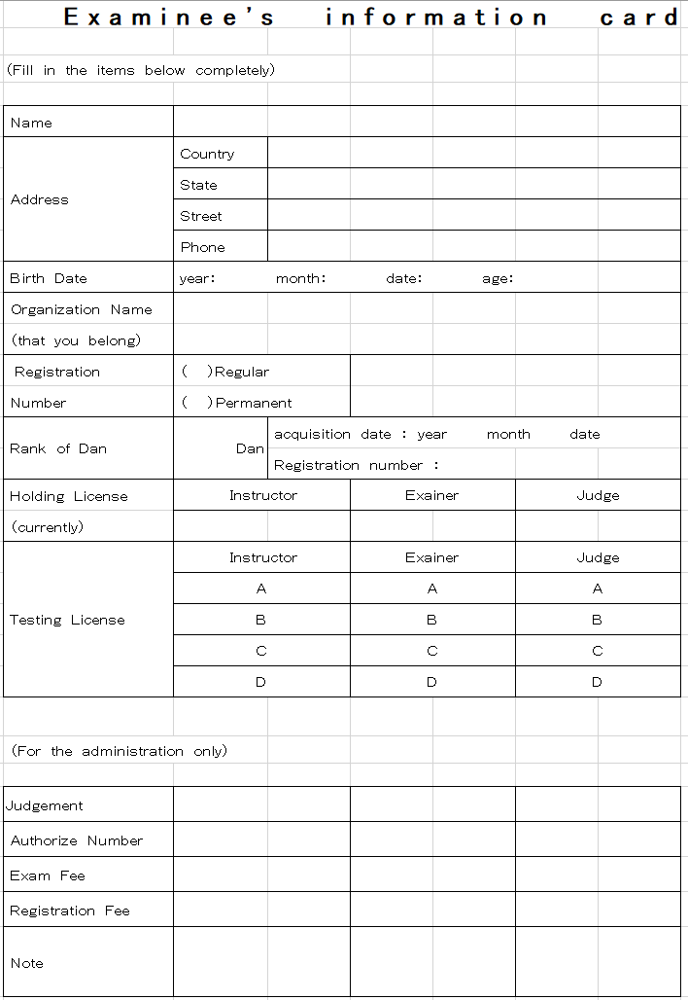 Examinee's information card
(Fill in the items below completely)
Name
Address
Country
State
Street
Phone
Birth Date year: month: date: age:
Organization Name
(that you belong)
Registration
Number
( )Regular
( )Permanent
Rank of Dan
Dan
acquisition date : year month date
Registration number :
Holding License
(currently)
Instructor Exainer Judge
Testing License
Instructor Exainer Judge
A A A
B B B
C C C
D D D
(For the administration only)
Judgement
Authorize Number
Exam Fee
Registration Fee
Note